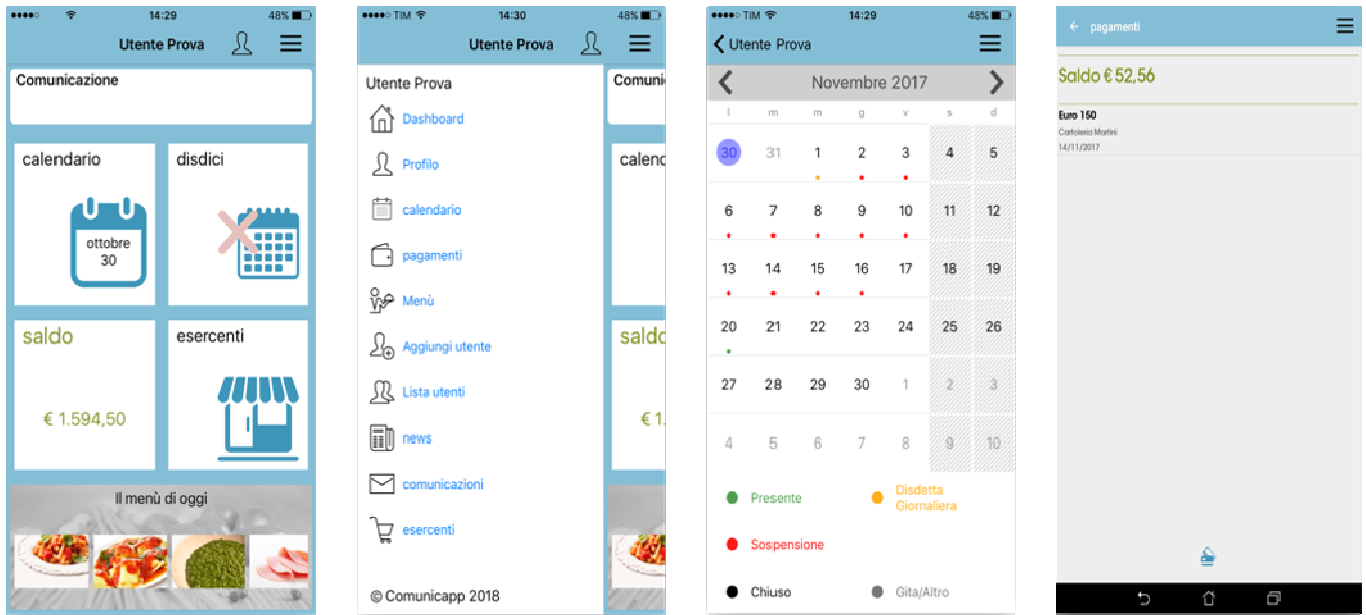 14:29
48%
Utente Prova
Comunicazione
calendario
disdici
ottobre
30
saldo
esercenti
€ 1.594,50
Il menù di oggi
TIM
14:30
48%
Utente Prova
Utente Prova
Dashboard
Profilo
calendario
pagamenti
Menù
Aggiungi utente
Lista utenti
news
comunicazioni
esercenti
© Comunicapp 2018
Comuni
calend
saldo
€ 1.
TIM
14:29
48%
Utente Prova
Novembre 2017
l m m g v s d
30 31 1 2 3 4 5
6 7 8 9 10 11 12
13 14 15 16 17 18 19
20 21 22 23 24 25 26
27 28 29 30 1 2 3
4 5 6 7 8 9 10
Presente
Disdetta
Giornaliera
Sospensione
Chiuso
Gita/Altro
pagamenti
Saldo € 52,56
Euro 150
Cartoleria Martini
14/11/2017